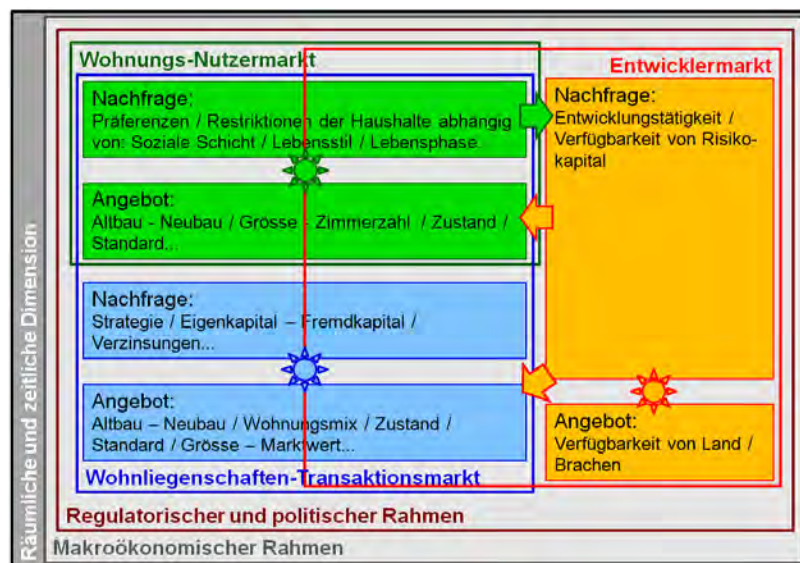 Räumliche und zeitliche Dimension
Wohnungs-Nutzermarkt
Nachfrage:
Präferenzen / Restriktionen der Haushalte abhängig
von: Soziale Schicht / Lebensstil / Lebensphase
Angebot:
Altbau - Neubau / Grösse - Zimmerzahl / Zustand /
Standard...
Nachfrage:
Strategie / Eigenkapital – Fremdkapital /
Verzinsungen...
Angebot:
Altbau – Neubau / Wohnungsmix / Zustand /
Standard / Grösse – Marktwert...
Wohnliegenschaften-Transaktionsmarkt
Entwicklermarkt
Nachfrage:
Entwicklungstätigkeit /
Verfügbarkeit von Risiko-
kapital
Angebot:
Verfügbarkeit von Land /
Brachen
Regulatorischer und politischer Rahmen
Makroökonomischer Rahmen